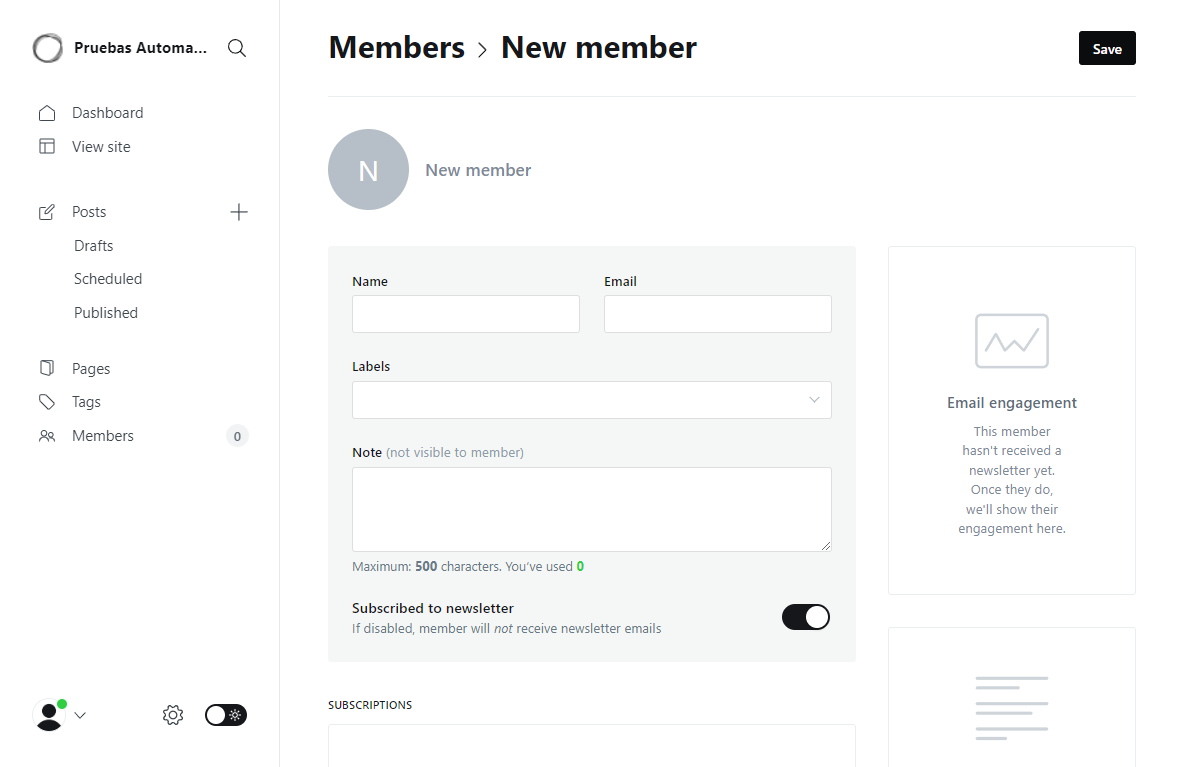 Pruebas Automa...
Dashboard
View site
Posts
Drafts
Scheduled
Published
Pages
Tags
Members 0
Members > New member
Save
N New member
Name Email
Labels
Note (not visible to member)
Maximum: 500 characters. You've used 0
Subscribed to newsletter
If disabled, member will not receive newsletter emails
SUBSCRIPTIONS
Email engagement
This member
hasn't received a
newsletter yet.
Once they do,
we'll show their
engagement here.